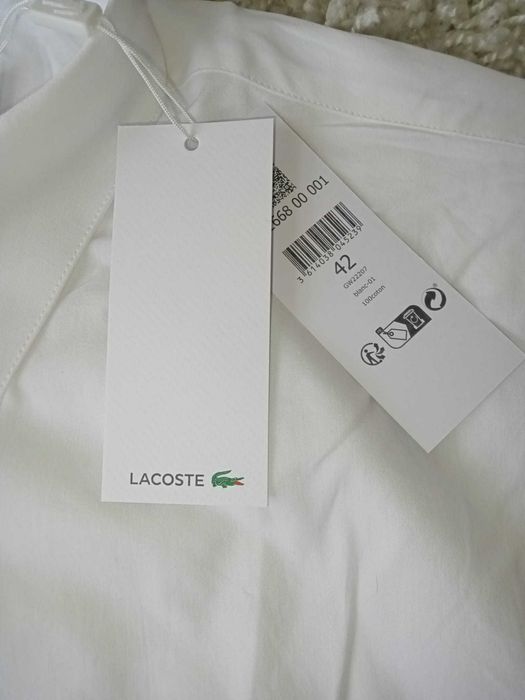 LACOSTE
668 00 001
3 614038 045239
42
GW22207
blanc-01
100coton